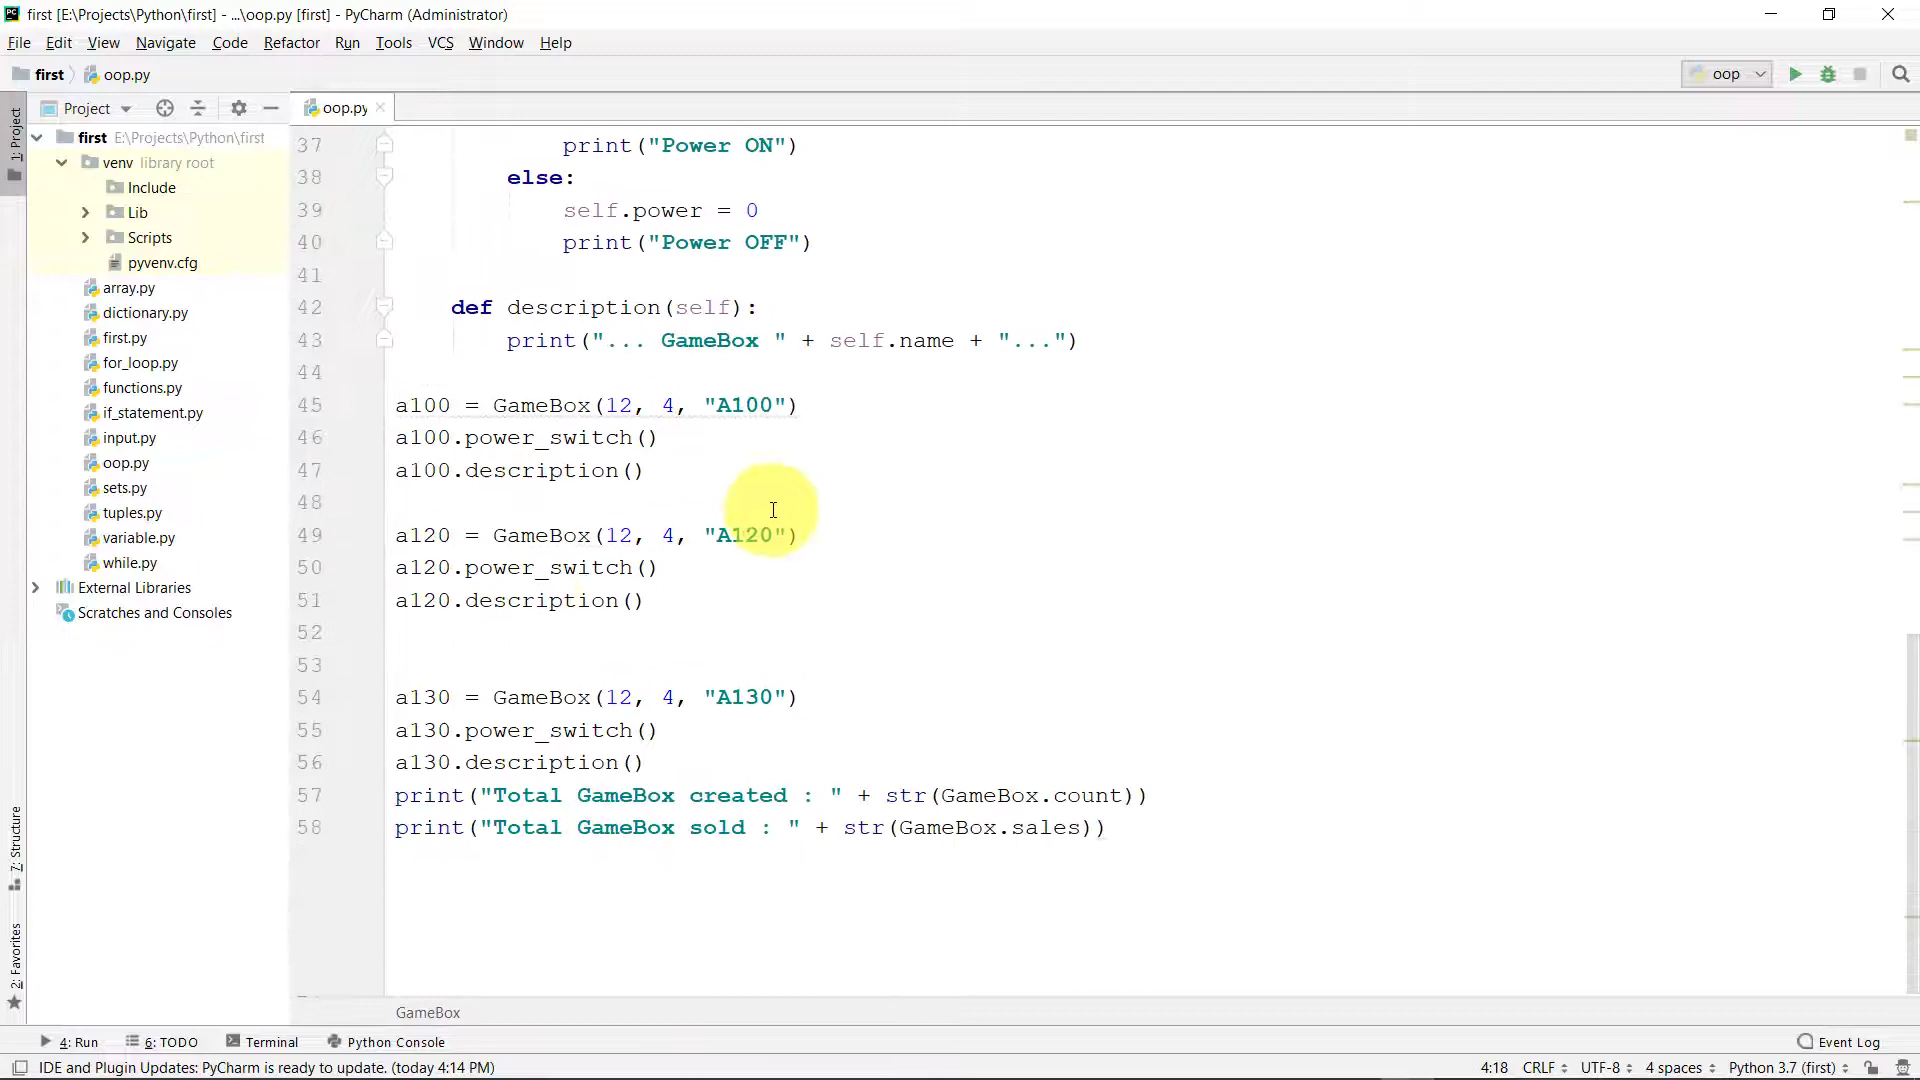 first [E:\Projects\Python\first] - ...\oop.py [first] - PyCharm (Administrator)
File Edit View Navigate Code Refactor Run Tools VCS Window Help
first oop.py oop
1: Project
Project
oop.py
first E:\Projects\Python\first
venv library root
Include
Lib
Scripts
pyvenv.cfg
array.py
dictionary.py
first.py
for_loop.py
functions.py
if_statement.py
input.py
oop.py
sets.py
tuples.py
variable.py
while.py
External Libraries
Scratches and Consoles
37 print("Power ON")
38 else:
39 self.power = 0
40 print("Power OFF")
41
42 def description(self):
43 print("... GameBox " + self.name + "...")
44
45 a100 = GameBox(12, 4, "A100")
46 a100.power_switch()
47 a100.description()
48
49 a120 = GameBox(12, 4, "A120")
50 a120.power_switch()
51 a120.description()
52
53
54 a130 = GameBox(12, 4, "A130")
55 a130.power_switch()
56 a130.description()
57 print("Total GameBox created : " + str(GameBox.count))
58 print("Total GameBox sold : " + str(GameBox.sales))
7: Structure
2: Favorites
GameBox
4: Run 6: TODO Terminal Python Console Event Log
IDE and Plugin Updates: PyCharm is ready to update. (today 4:14 PM) 4:18 CRLF UTF-8 4 spaces Python 3.7 (first)